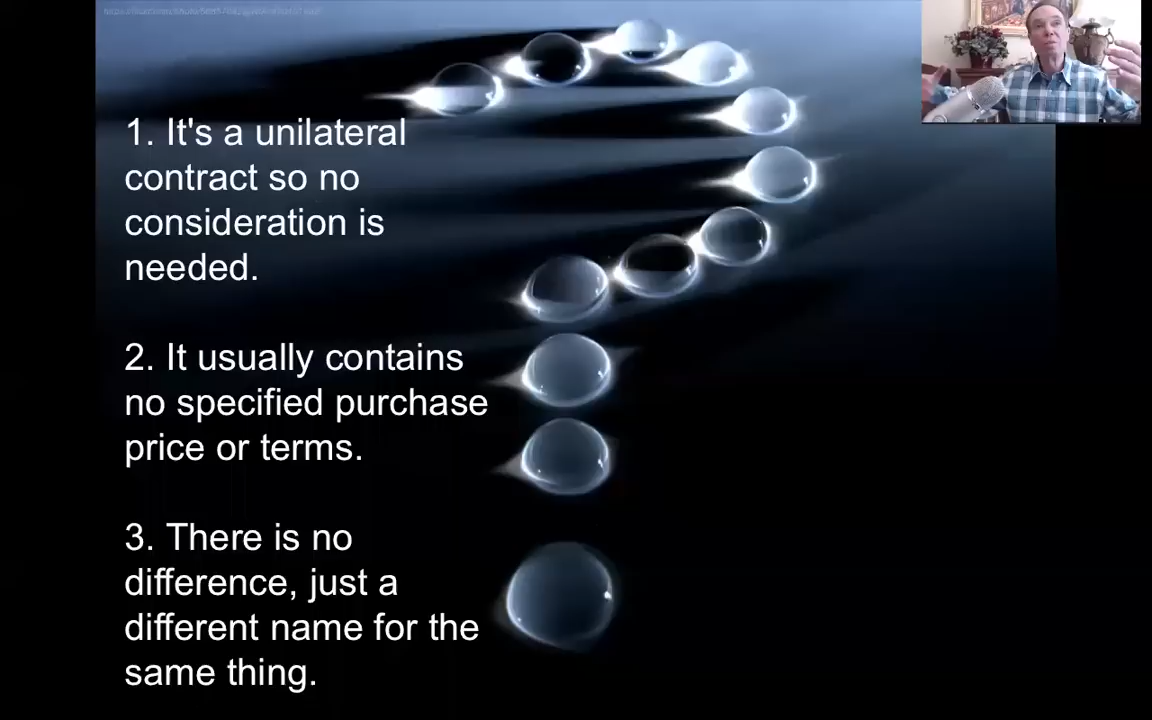 1. It's a unilateral
contract so no
consideration is
needed.
2. It usually contains
no specified purchase
price or terms.
3. There is no
difference, just a
different name for the
same thing.